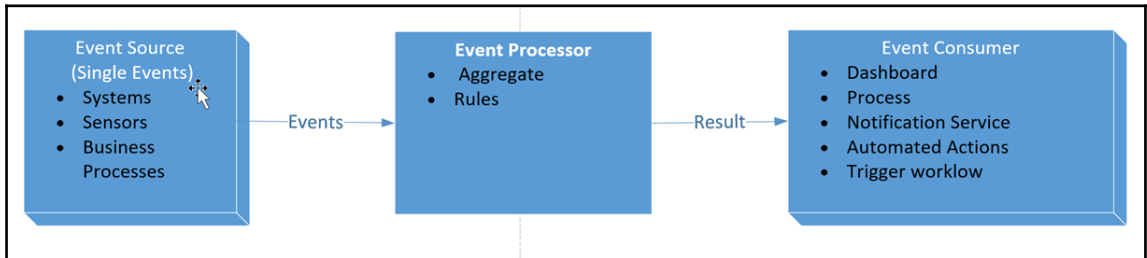 Event Source
(Single Events)
• Systems
• Sensors
• Business
Processes
Events
Event Processor
• Aggregate
• Rules
Result
Event Consumer
• Dashboard
• Process
• Notification Service
• Automated Actions
• Trigger worklow